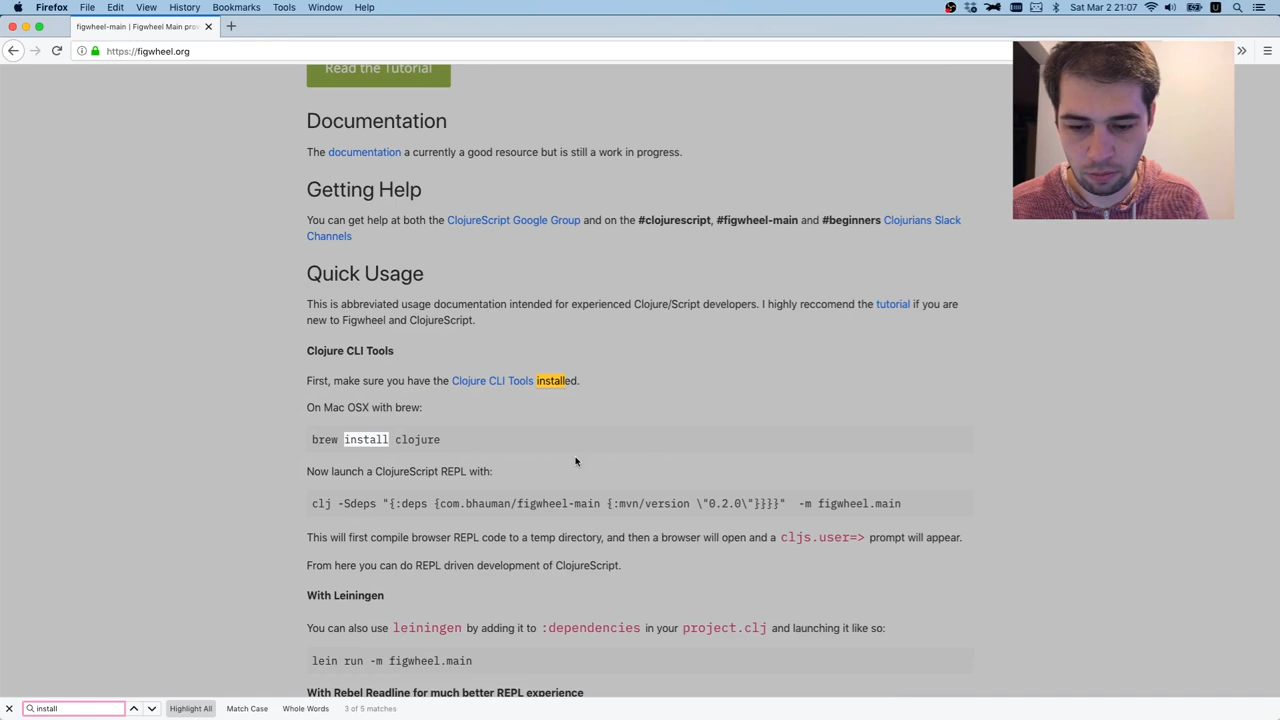 Firefox File Edit View History Bookmarks Tools Window Help Sat Mar 2 21:07
figwheel-main | Figwheel Main pro
https://figwheel.org
Read the Tutorial
Documentation
The documentation a currently a good resource but is still a work in progress.
Getting Help
You can get help at both the ClojureScript Google Group and on the #clojurescript, #figwheel-main and #beginners Clojurians Slack
Channels
Quick Usage
This is abbreviated usage documentation intended for experienced Clojure/Script developers. I highly reccomend the tutorial if you are
new to Figwheel and ClojureScript.
Clojure CLI Tools
First, make sure you have the Clojure CLI Tools installed.
On Mac OSX with brew:
brew install clojure
Now launch a ClojureScript REPL with:
clj -Sdeps "{:deps {com.bhauman/figwheel-main {:mvn/version \"0.2.0\"}}}}" -m figwheel.main
This will first compile browser REPL code to a temp directory, and then a browser will open and a cljs.user=> prompt will appear.
From here you can do REPL driven development of ClojureScript.
With Leiningen
You can also use leiningen by adding it to :dependencies in your project.clj and launching it like so:
lein run -m figwheel.main
With Rebel Readline for much better REPL experience
install Highlight All Match Case Whole Words 3 of 5 matches